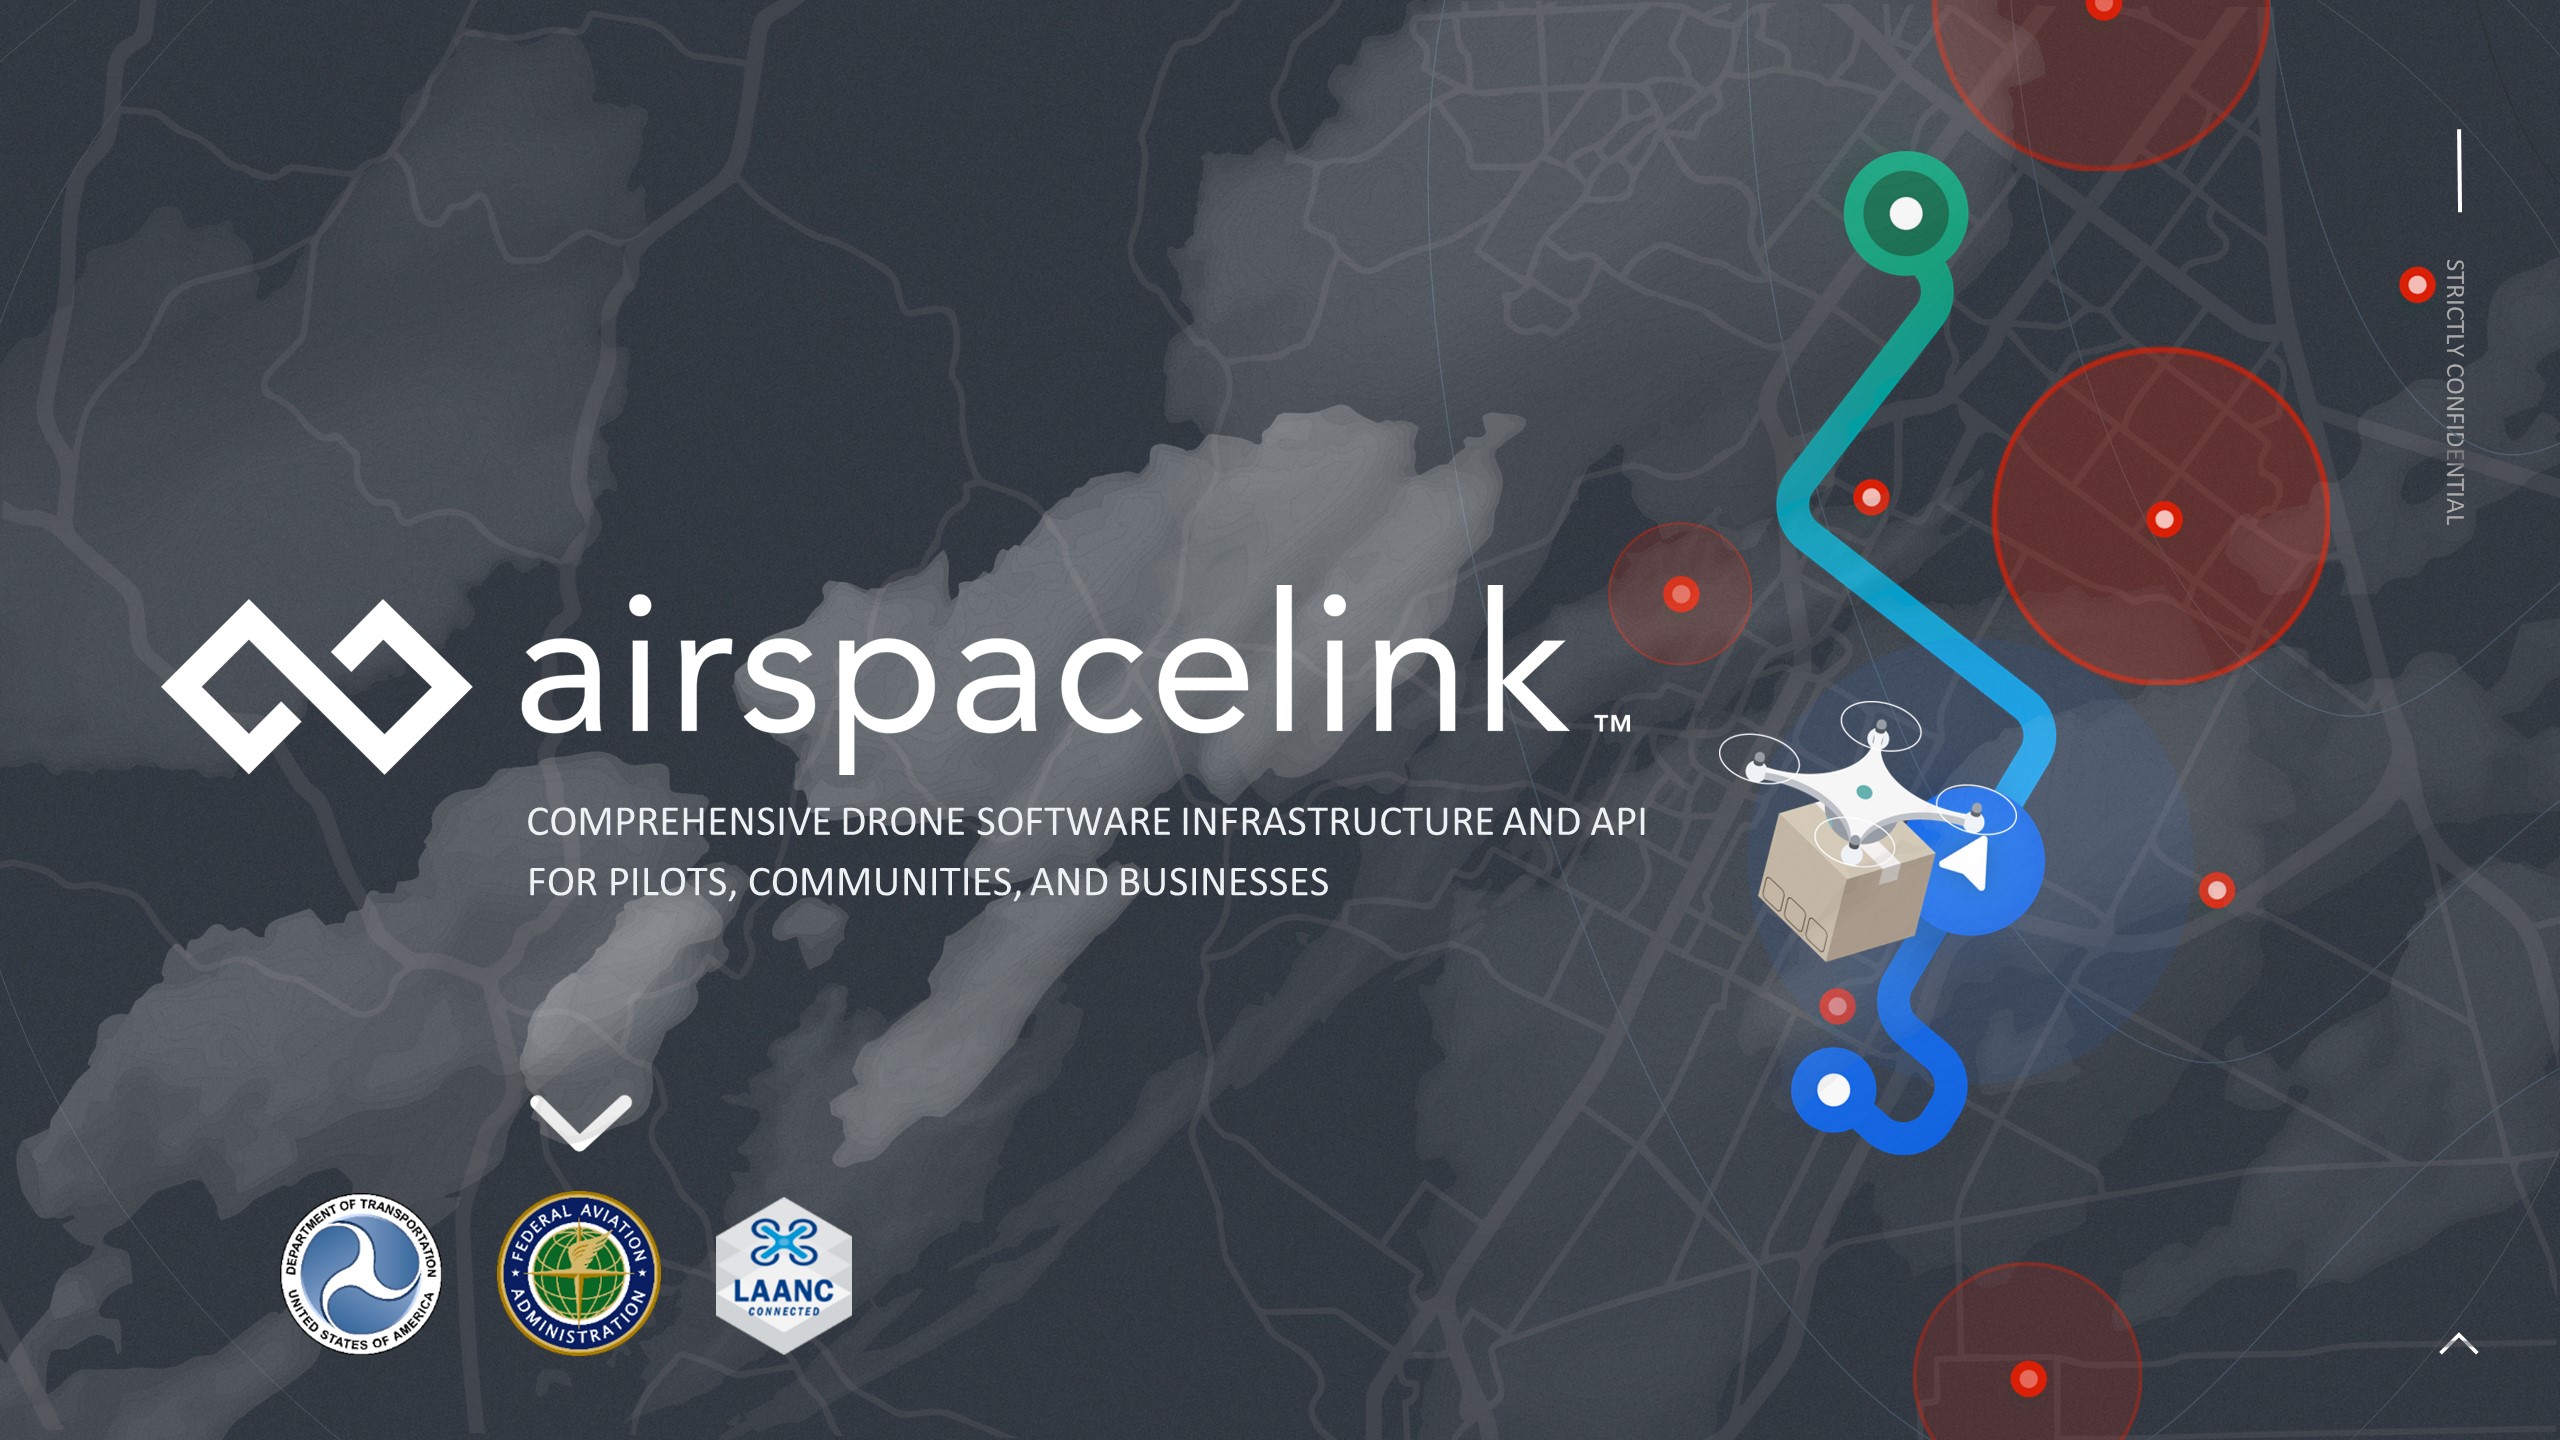 STRICTLY CONFIDENTIAL
airspacelink™
COMPREHENSIVE DRONE SOFTWARE INFRASTRUCTURE AND API
FOR PILOTS, COMMUNITIES, AND BUSINESSES
DEPARTMENT OF TRANSPORTATION
UNITED STATES OF AMERICA
FEDERAL AVIATION
ADMINISTRATION
LAANC
CONNECTED